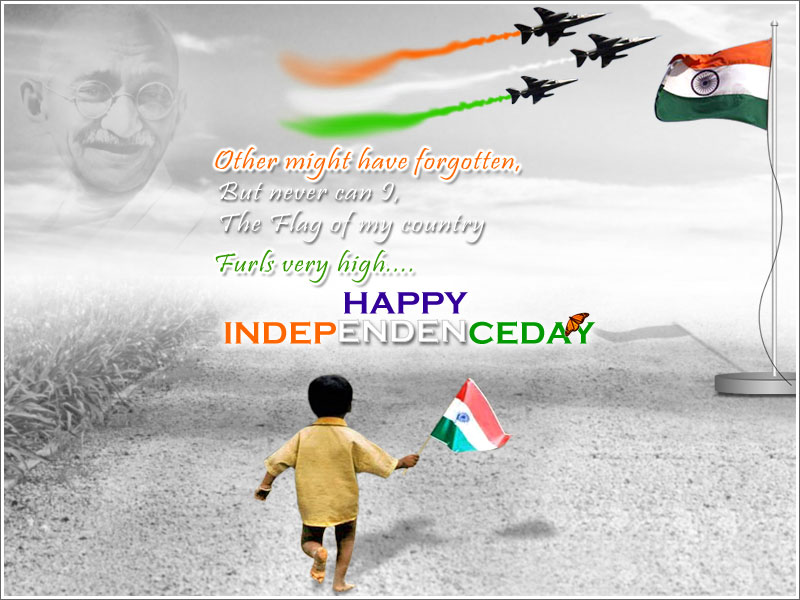 Other might have forgotten,
But never can I,
The Flag of my country
Furls very high....
HAPPY
INDEPENDENCEDAY